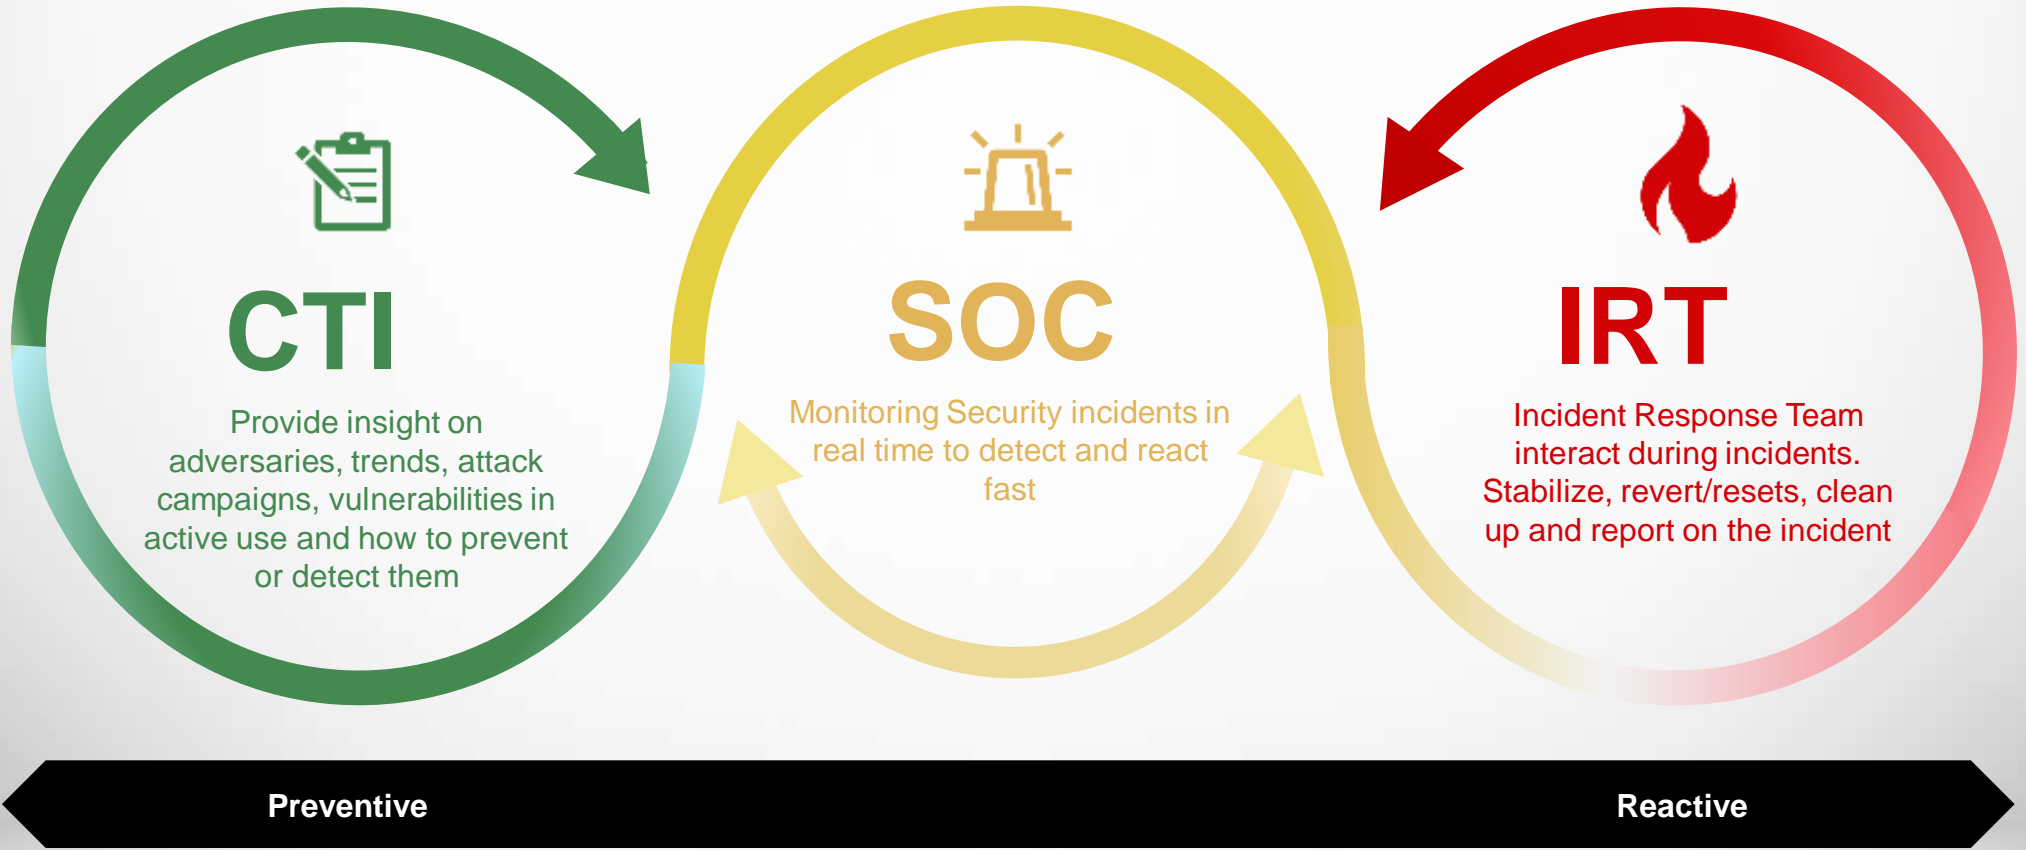 CTI
Provide insight on
adversaries, trends, attack
campaigns, vulnerabilities in
active use and how to prevent
or detect them
SOC
Monitoring Security incidents in
real time to detect and react
fast
IRT
Incident Response Team
interact during incidents.
Stabilize, revert/resets, clean
up and report on the incident
Preventive
Reactive